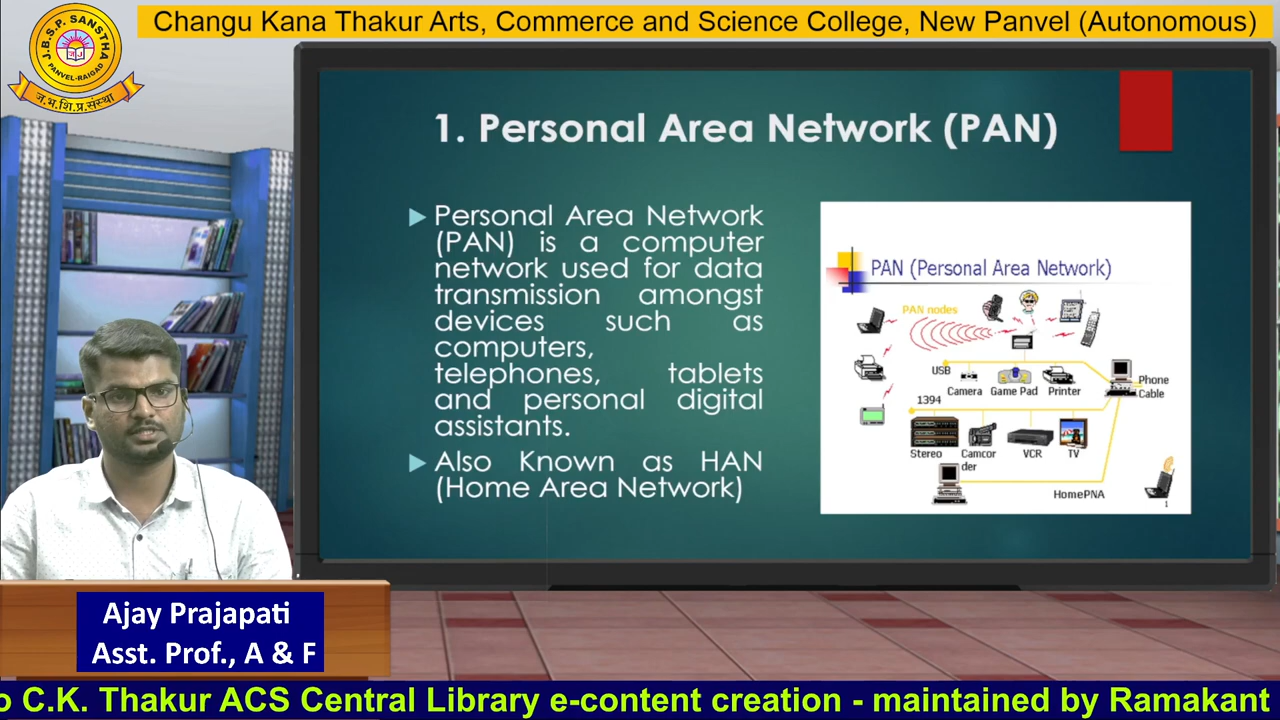 Changu Kana Thakur Arts, Commerce and Science College, New Panvel (Autonomous)
J.B.S.P. SANSTHA
PANVEL-RAIGAD
ज.भ.शि.प्र.संस्था
1. Personal Area Network (PAN)
Personal Area Network
(PAN) is a computer
network used for data
transmission amongst
devices such as
computers,
telephones, tablets
and personal digital
assistants.
Also Known as HAN
(Home Area Network)
PAN (Personal Area Network)
PAN nodes
USB
Camera Game Pad Printer
Phone
Cable
1394
Stereo Camcor VCR TV
der
HomePNA
1
Ajay Prajapati
Asst. Prof., A & F
o C.K. Thakur ACS Central Library e-content creation - maintained by Ramakant